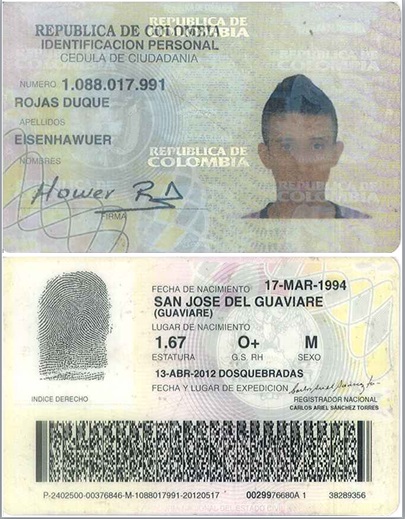 REPUBLICA DE COLOMBIA
IDENTIFICACION PERSONAL
CEDULA DE CIUDADANIA
REPUBLICA DE
COLOMBIA
NUMERO 1.088.017.991
ROJAS DUQUE
APELLIDOS
EISENHAWUER
NOMBRES
REPUBLICA DE
COLOMBIA
REPUBLICA DE
COLOMBIA
Hower RD
FIRMA
FECHA DE NACIMIENTO 17-MAR-1994
SAN JOSE DEL GUAVIARE
(GUAVIARE)
LUGAR DE NACIMIENTO
1.67 O+ M
ESTATURA G.S. RH SEXO
13-ABR-2012 DOSQUEBRADAS
FECHA Y LUGAR DE EXPEDICION
INDICE DERECHO
REGISTRADOR NACIONAL
CARLOS ARIEL SÁNCHEZ TORRES
P-2402500-00376846-M-1088017991-20120517 0029976680A 1 38289356